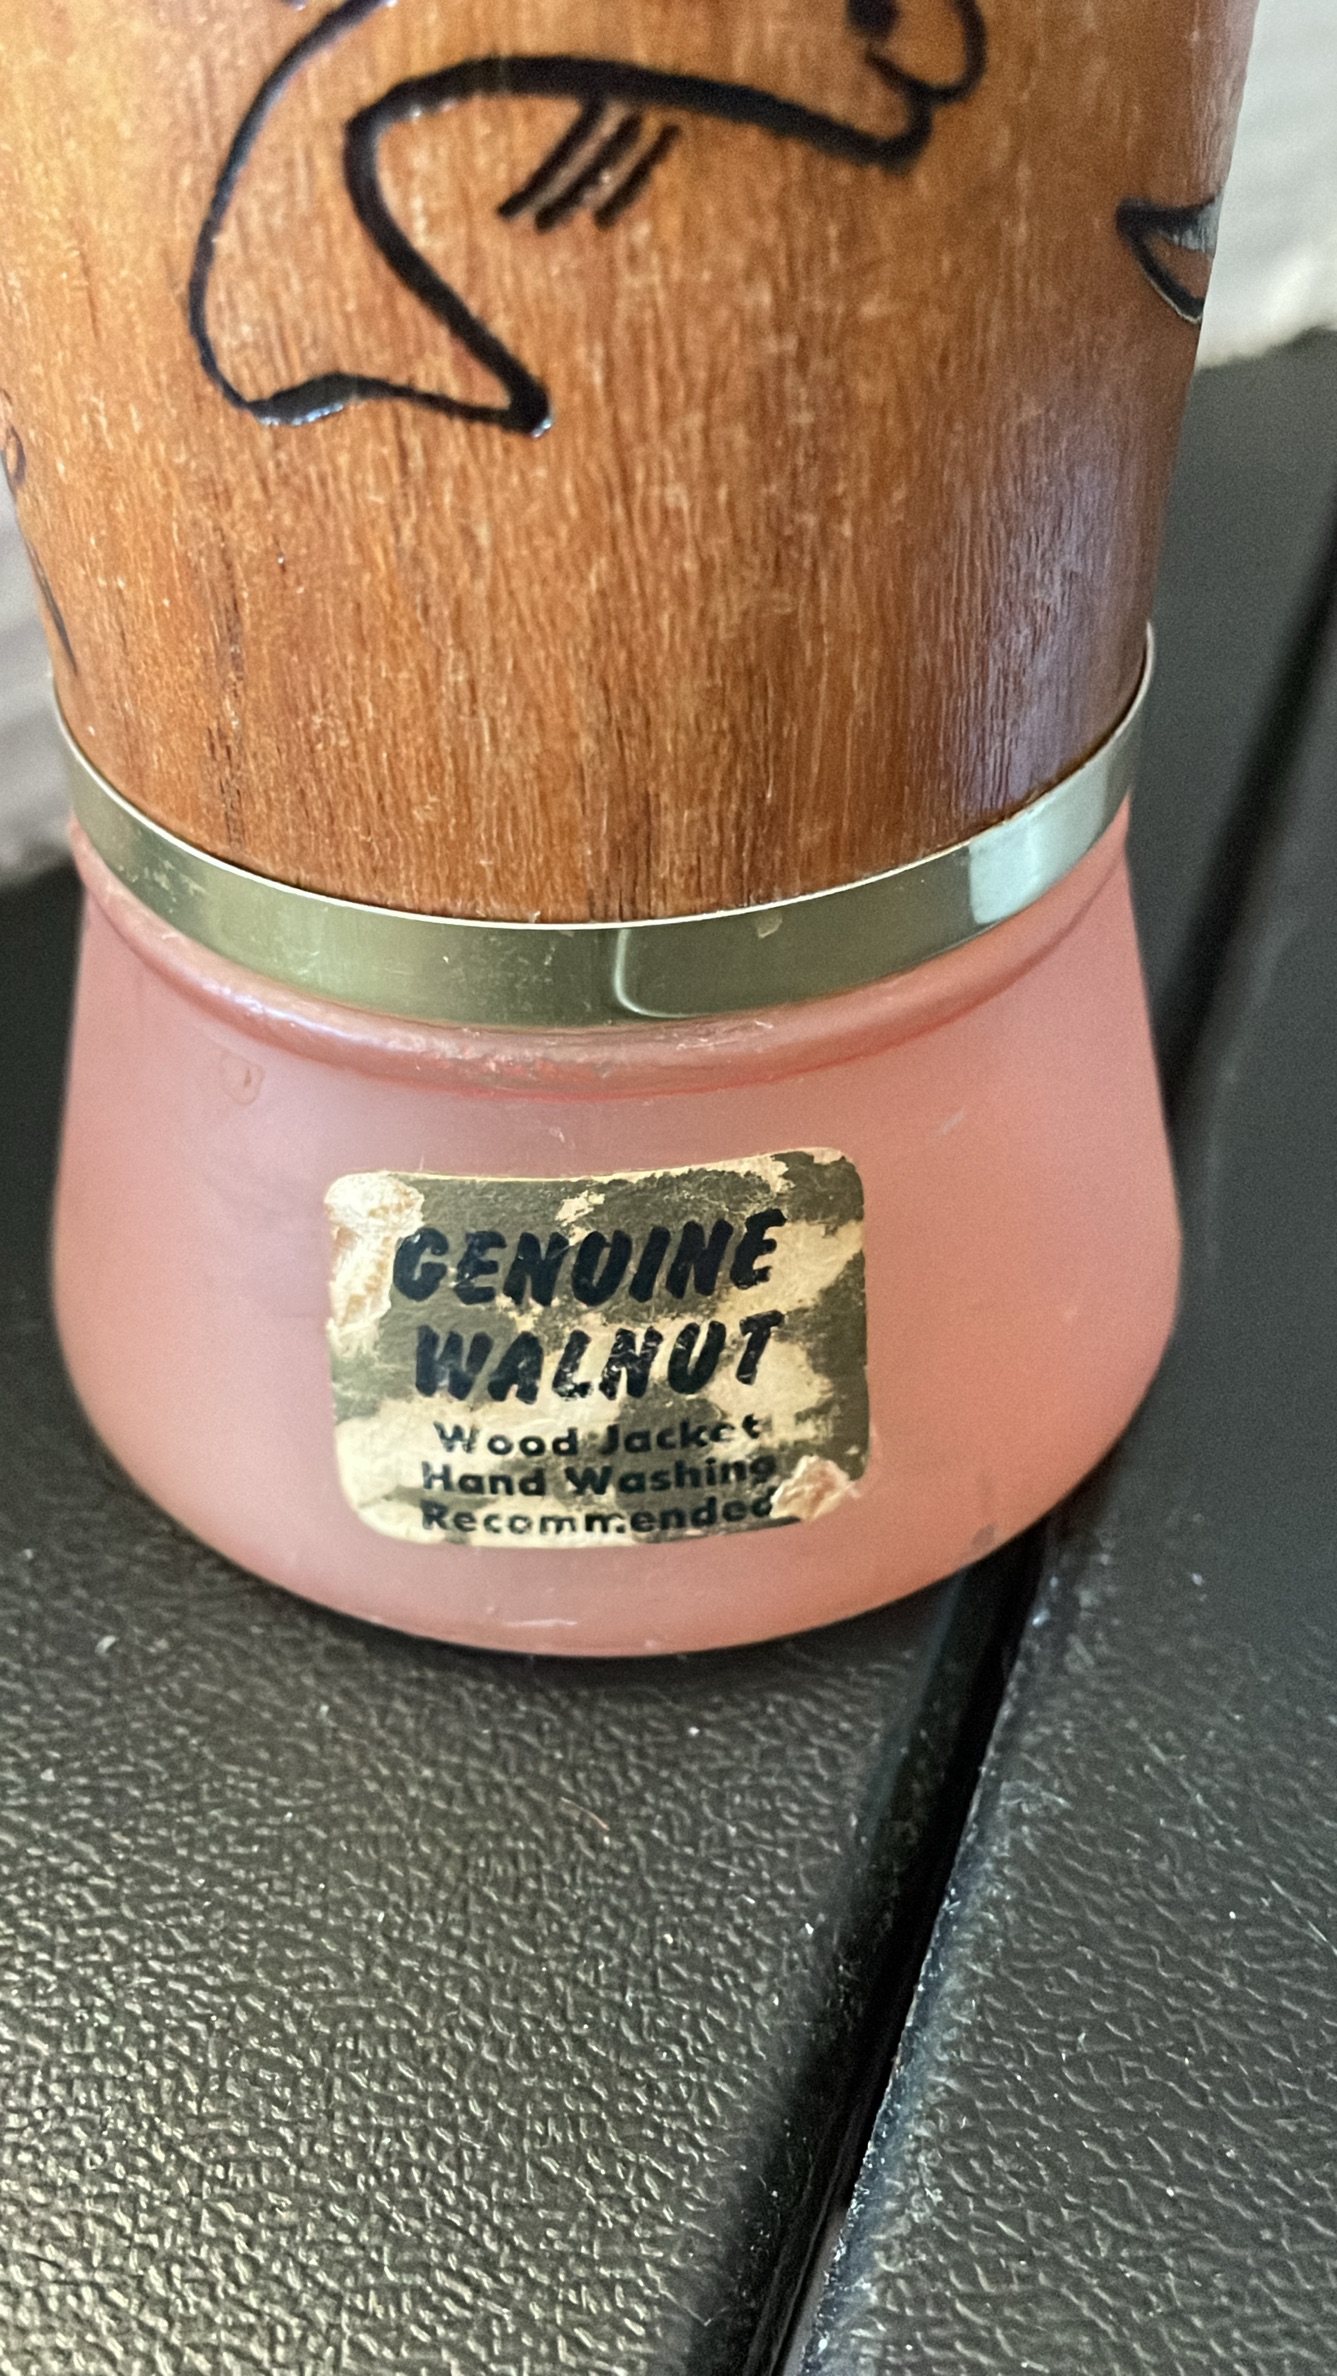 GENUINE
WALNUT
Wood Jacket
Hand Washing
Recommended